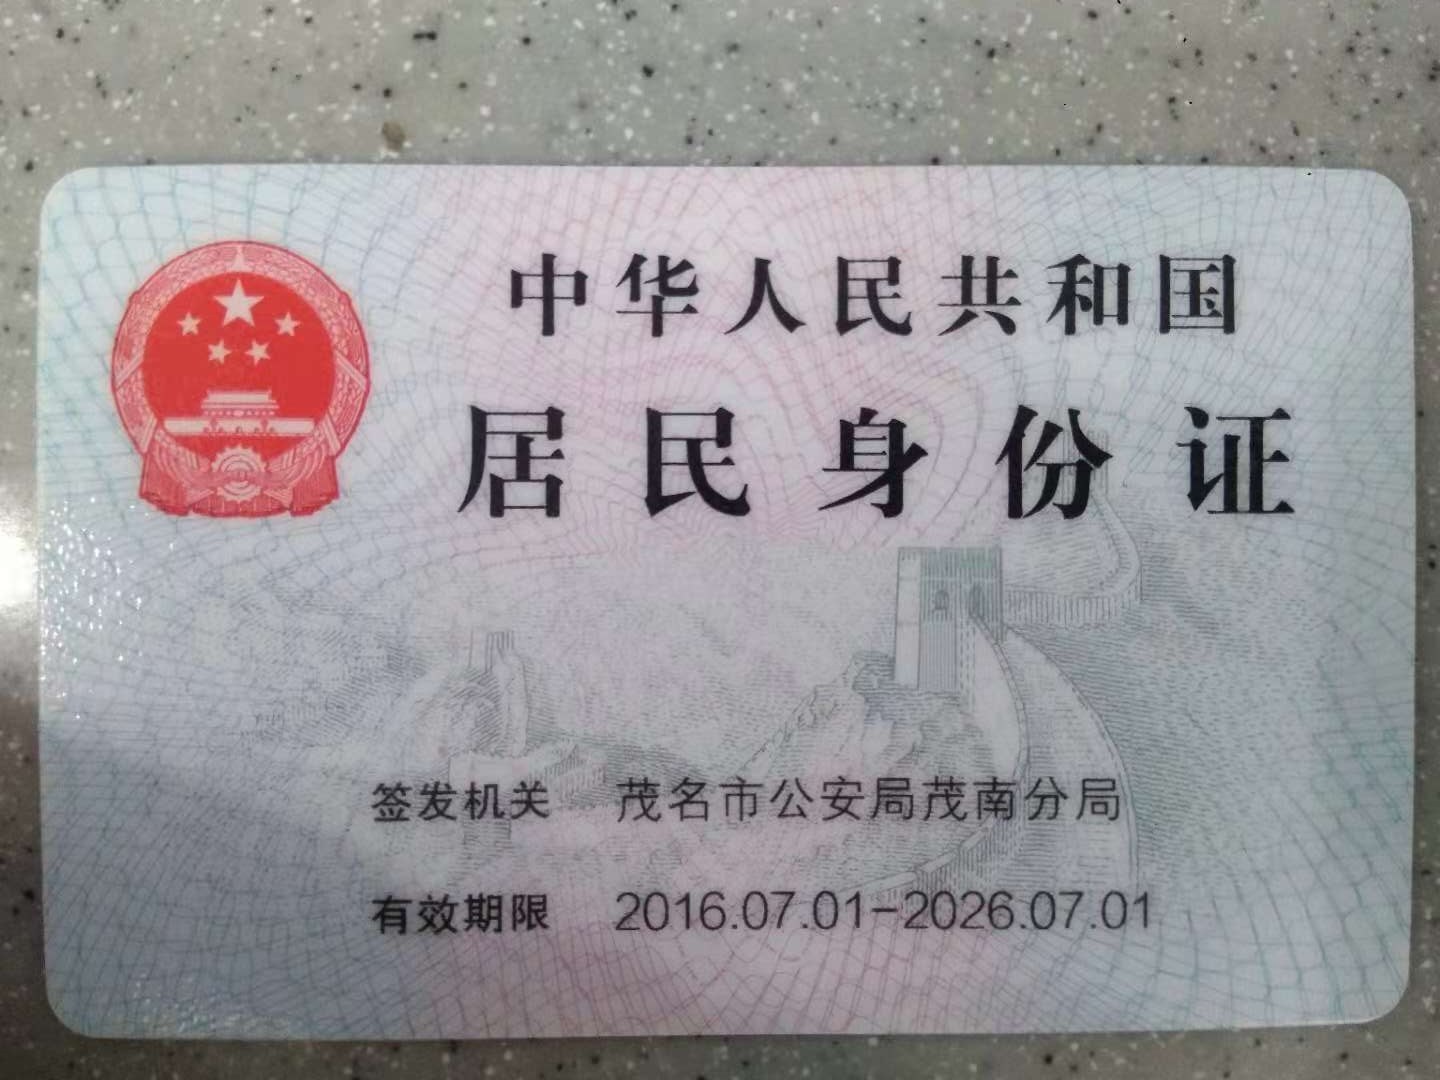 中华人民共和国
居民身份证
签发机关 茂名市公安局茂南分局
有效期限 2016.07.01-2026.07.01